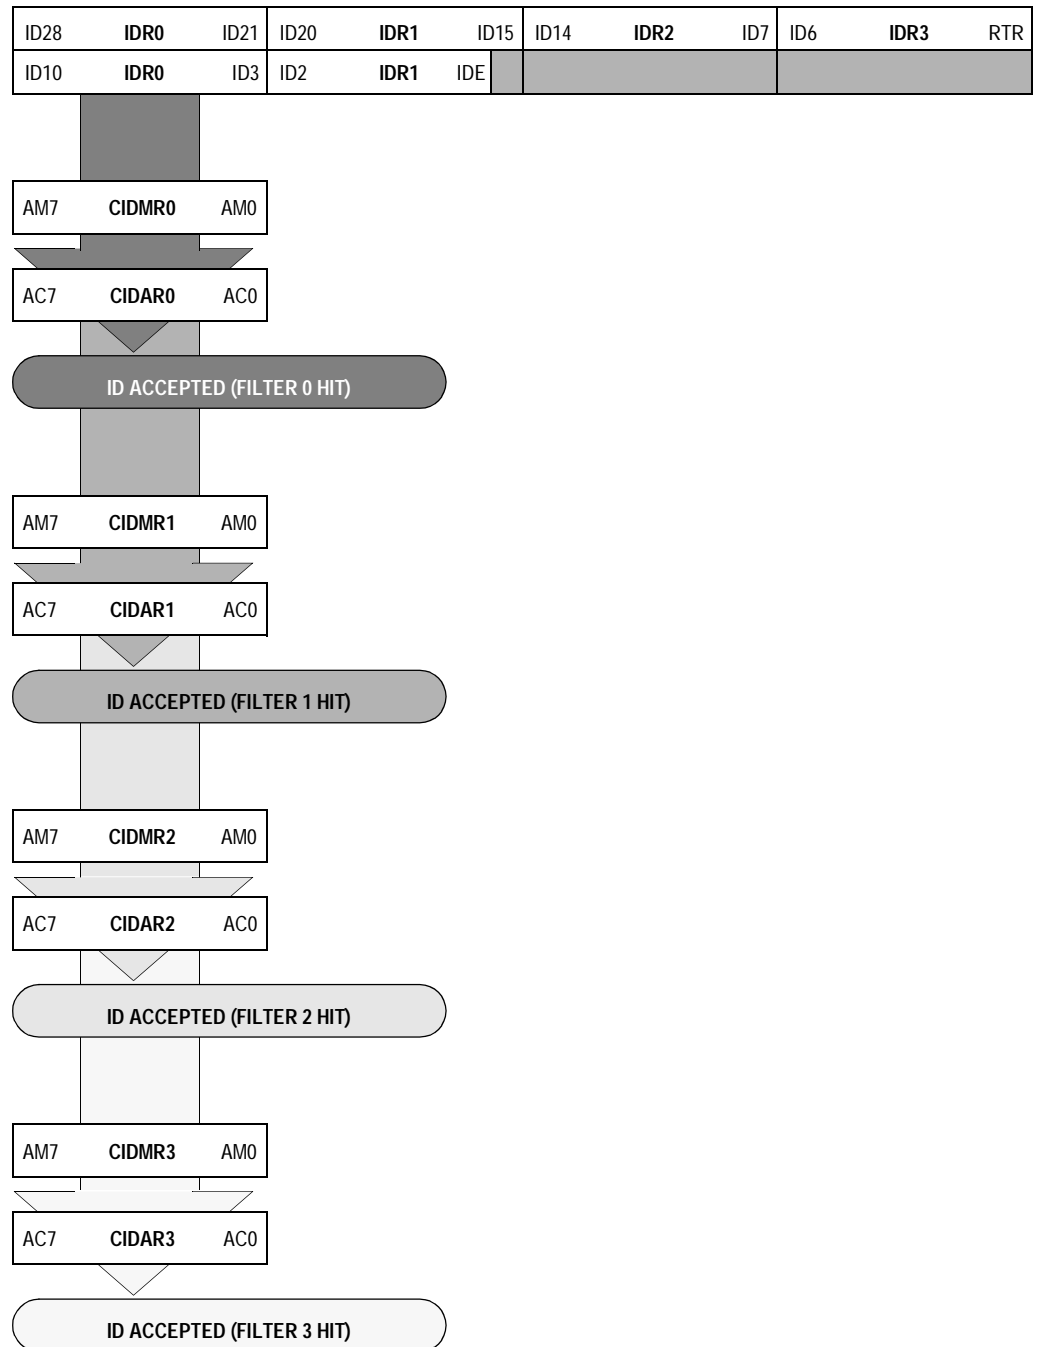 ID28 IDR0 ID21 ID20 IDR1 ID15 ID14 IDR2 ID7 ID6 IDR3 RTR
ID10 IDR0 ID3 ID2 IDR1 IDE
AM7 CIDMR0 AM0
AC7 CIDAR0 AC0
ID ACCEPTED (FILTER 0 HIT)
AM7 CIDMR1 AM0
AC7 CIDAR1 AC0
ID ACCEPTED (FILTER 1 HIT)
AM7 CIDMR2 AM0
AC7 CIDAR2 AC0
ID ACCEPTED (FILTER 2 HIT)
AM7 CIDMR3 AM0
AC7 CIDAR3 AC0
ID ACCEPTED (FILTER 3 HIT)